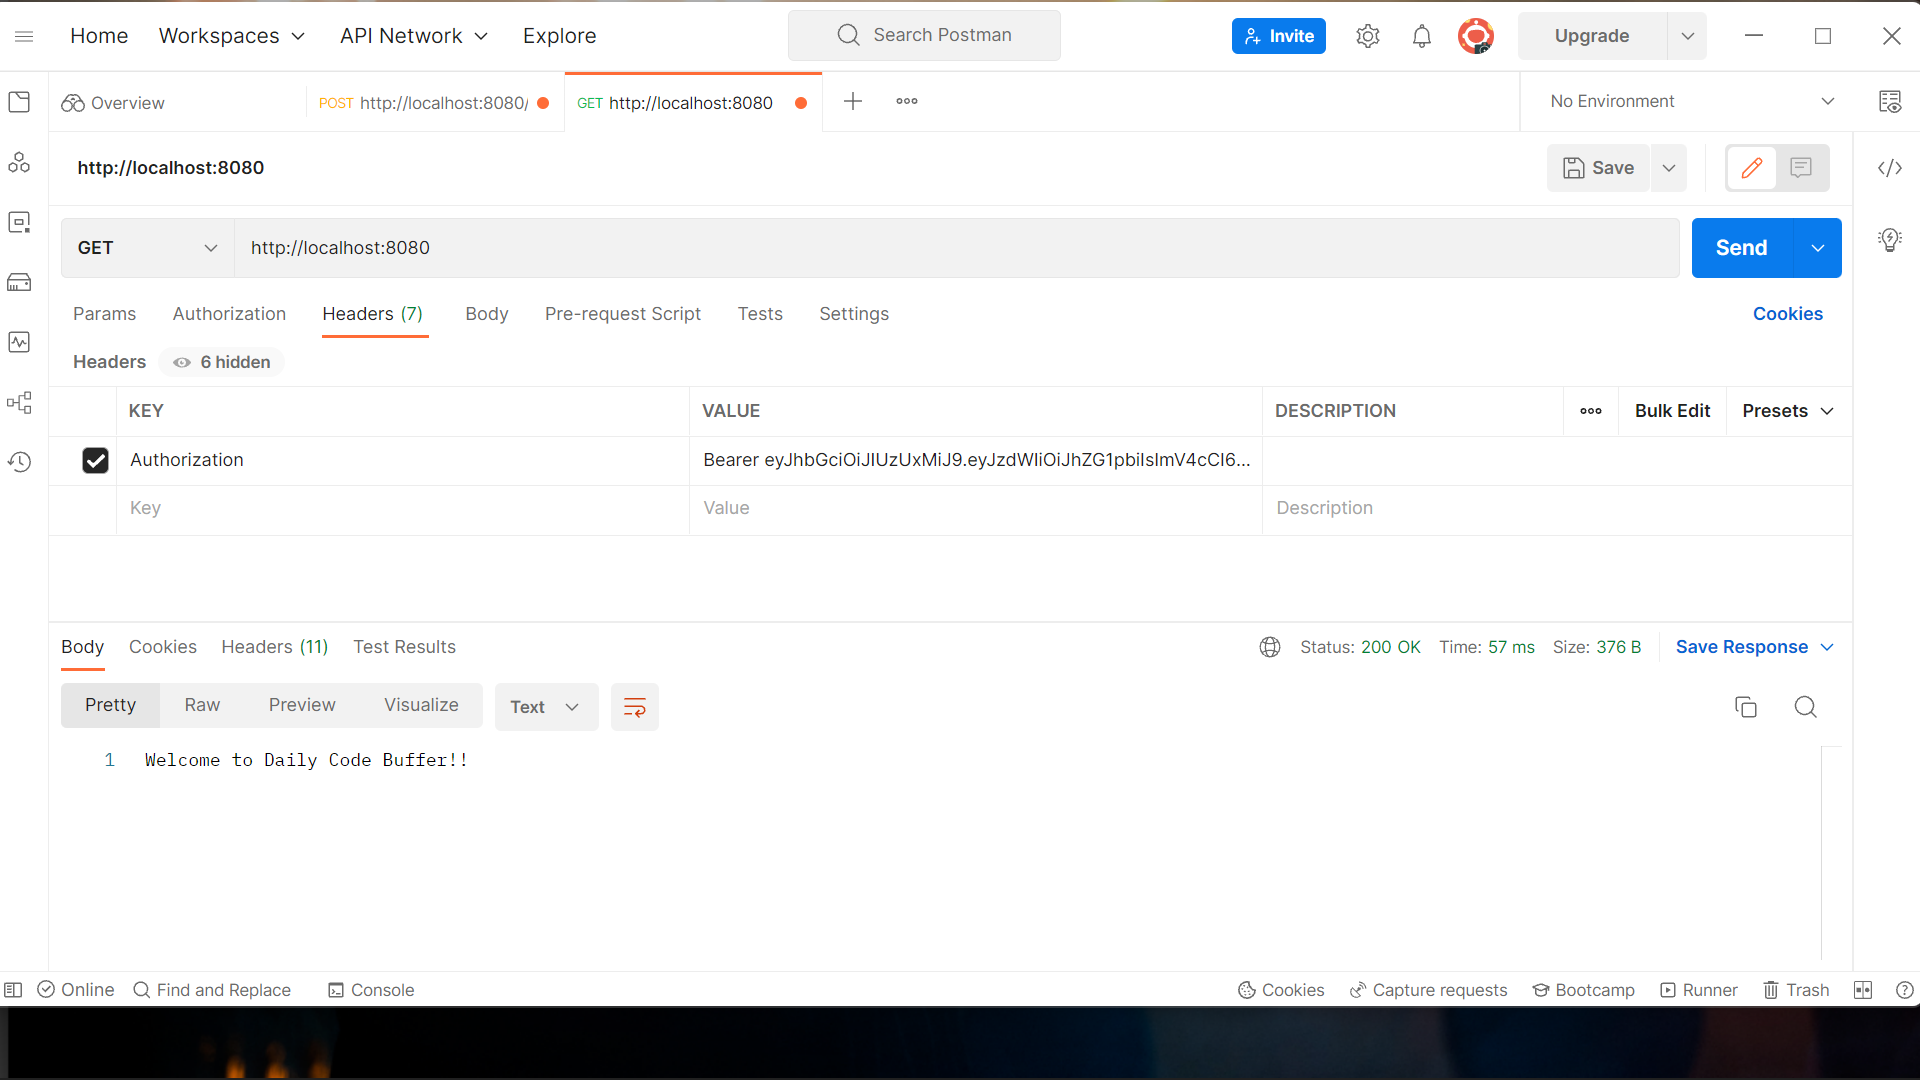 Home Workspaces API Network Explore Search Postman Invite Upgrade
Overview POST http://localhost:8080/ GET http://localhost:8080 No Environment
http://localhost:8080 Save
GET http://localhost:8080 Send
Params Authorization Headers (7) Body Pre-request Script Tests Settings Cookies
Headers 6 hidden
KEY VALUE DESCRIPTION Bulk Edit Presets
Authorization Bearer eyJhbGciOiJIUzUxMiJ9.eyJzdWIiOiJhZG1pbiIsImV4cCI6...
Key Value Description
Body Cookies Headers (11) Test Results Status: 200 OK Time: 57 ms Size: 376 B Save Response
Pretty Raw Preview Visualize Text
1 Welcome to Daily Code Buffer!!
Online Find and Replace Console Cookies Capture requests Bootcamp Runner Trash